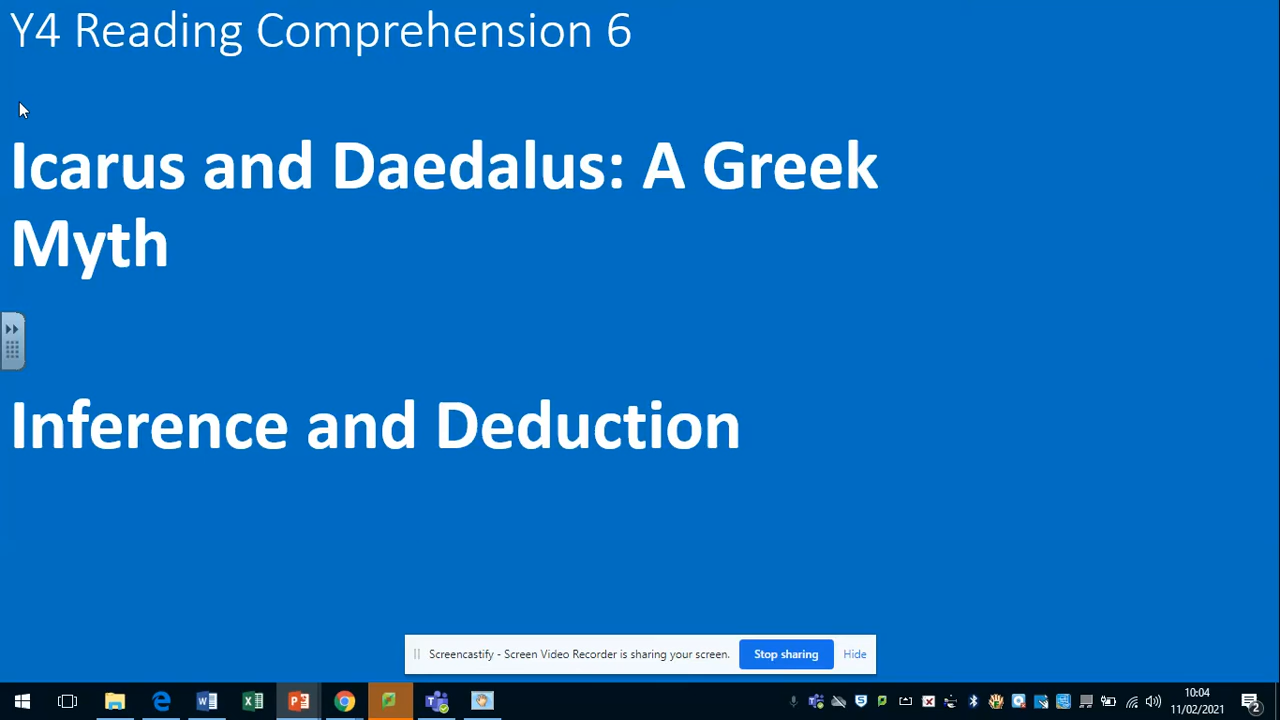 Y4 Reading Comprehension 6
Icarus and Daedalus: A Greek
Myth
Inference and Deduction
Screencastify - Screen Video Recorder is sharing your screen. Stop sharing Hide
10:04
11/02/2021
2